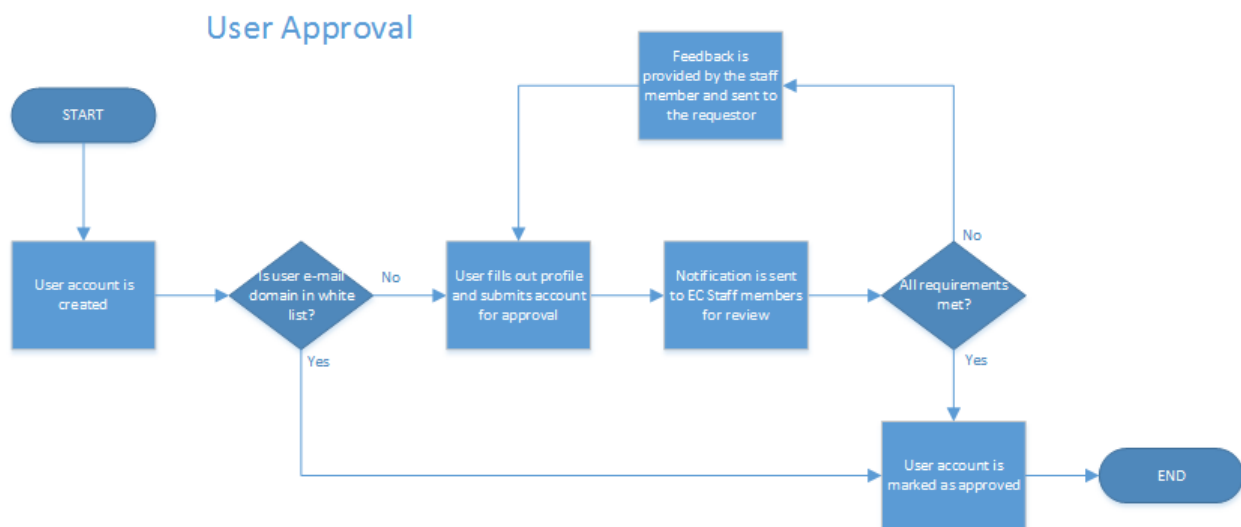 User Approval
Feedback is
provided by the staff
member and sent to
the requestor
START
No
User account is
created
Is user e-mail
domain in white
list?
No
User fills out profile
and submits account
for approval
Notification is sent
to EC Staff members
for review
All requirements
met?
Yes
Yes
User account is
marked as approved
END